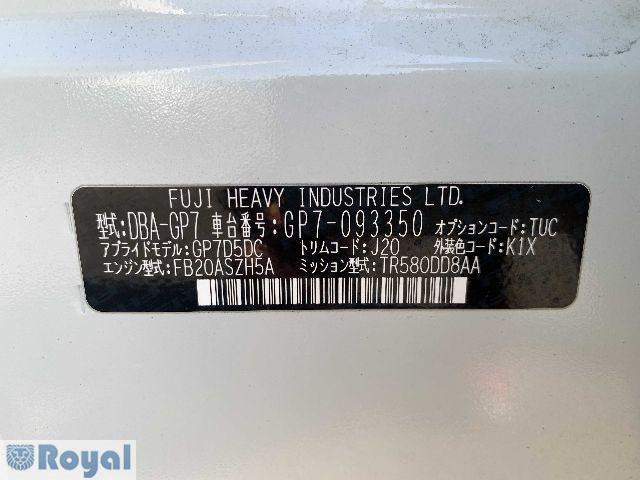 FUJI HEAVY INDUSTRIES LTD.
型式:DBA-GP7 車台番号:GP7-093350 オプションコード:TUC
アプライドモデル:GP7D5DC トリムコード:J20 外装色コード:K1X
エンジン型式:FB20ASZH5A ミッション型式:TR580DD8AA
Royal